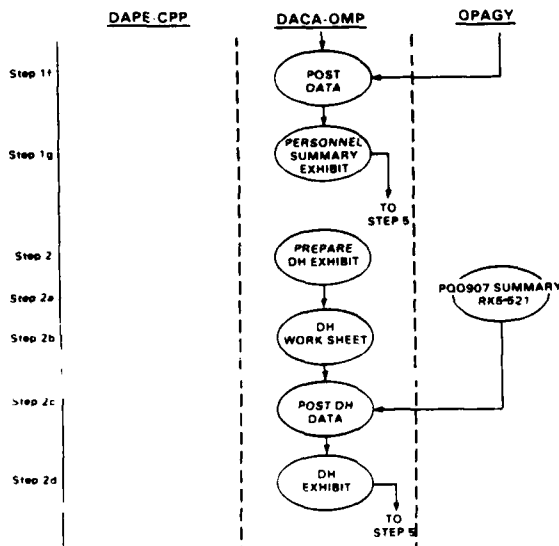 DAPE-CPP
DACA-OMP
OPAGY
Step 1f
POST
DATA
Step 1g
PERSONNEL
SUMMARY
EXHIBIT
TO
STEP 5
Step 2
PREPARE
DH EXHIBIT
Step 2a
PQ0907 SUMMARY
RK5-521
Step 2b
DH
WORK SHEET
Step 2c
POST DH
DATA
Step 2d
DH
EXHIBIT
TO
STEP 5